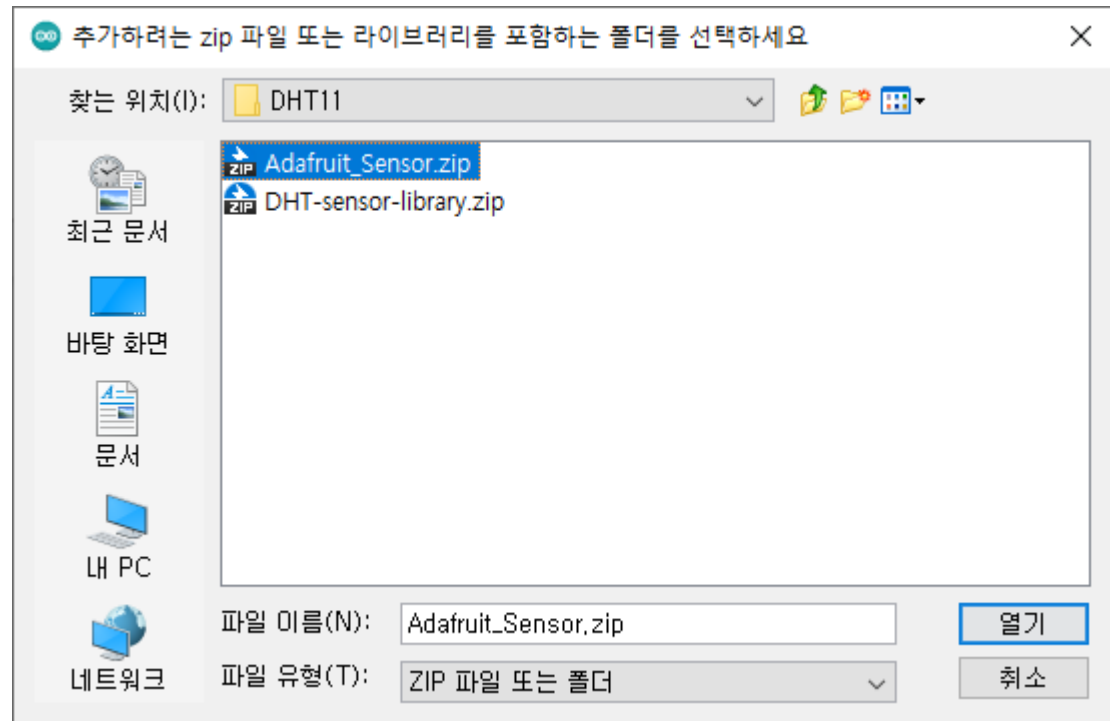 추가하려는 zip 파일 또는 라이브러리를 포함하는 폴더를 선택하세요
찾는 위치(I):
DHT11
ZIP Adafruit_Sensor.zip
ZIP DHT-sensor-library.zip
최근 문서
바탕 화면
문서
내 PC
네트워크
파일 이름(N):
Adafruit_Sensor.zip
열기
파일 유형(T):
ZIP 파일 또는 폴더
취소